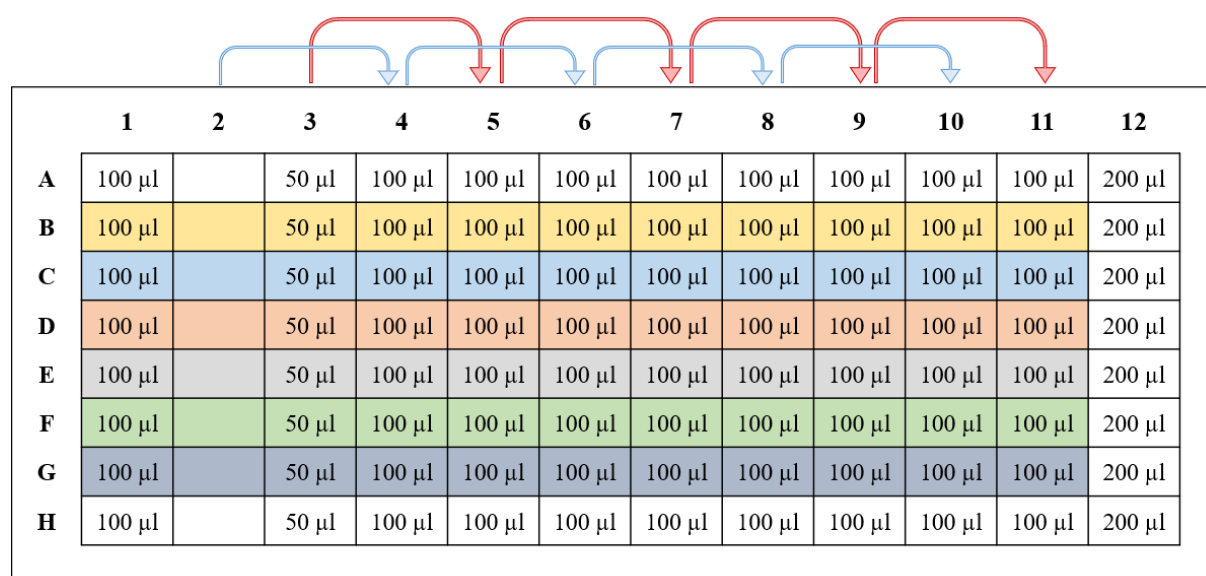 1 2 3 4 5 6 7 8 9 10 11 12
A 100 µl 50 µl 100 µl 100 µl 100 µl 100 µl 100 µl 100 µl 100 µl 100 µl 200 µl
B 100 µl 50 µl 100 µl 100 µl 100 µl 100 µl 100 µl 100 µl 100 µl 100 µl 200 µl
C 100 µl 50 µl 100 µl 100 µl 100 µl 100 µl 100 µl 100 µl 100 µl 100 µl 200 µl
D 100 µl 50 µl 100 µl 100 µl 100 µl 100 µl 100 µl 100 µl 100 µl 100 µl 200 µl
E 100 µl 50 µl 100 µl 100 µl 100 µl 100 µl 100 µl 100 µl 100 µl 100 µl 200 µl
F 100 µl 50 µl 100 µl 100 µl 100 µl 100 µl 100 µl 100 µl 100 µl 100 µl 200 µl
G 100 µl 50 µl 100 µl 100 µl 100 µl 100 µl 100 µl 100 µl 100 µl 100 µl 200 µl
H 100 µl 50 µl 100 µl 100 µl 100 µl 100 µl 100 µl 100 µl 100 µl 100 µl 200 µl